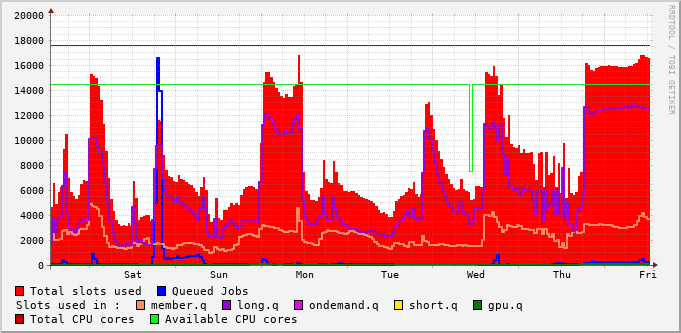 20000
18000
16000
14000
12000
10000
8000
6000
4000
2000
0
Sat Sun Mon Tue Wed Thu Fri
RRDTOOL / TOBI OETIKER
Total slots used Queued Jobs
Slots used in : member.q long.q ondemand.q short.q gpu.q
Total CPU cores Available CPU cores